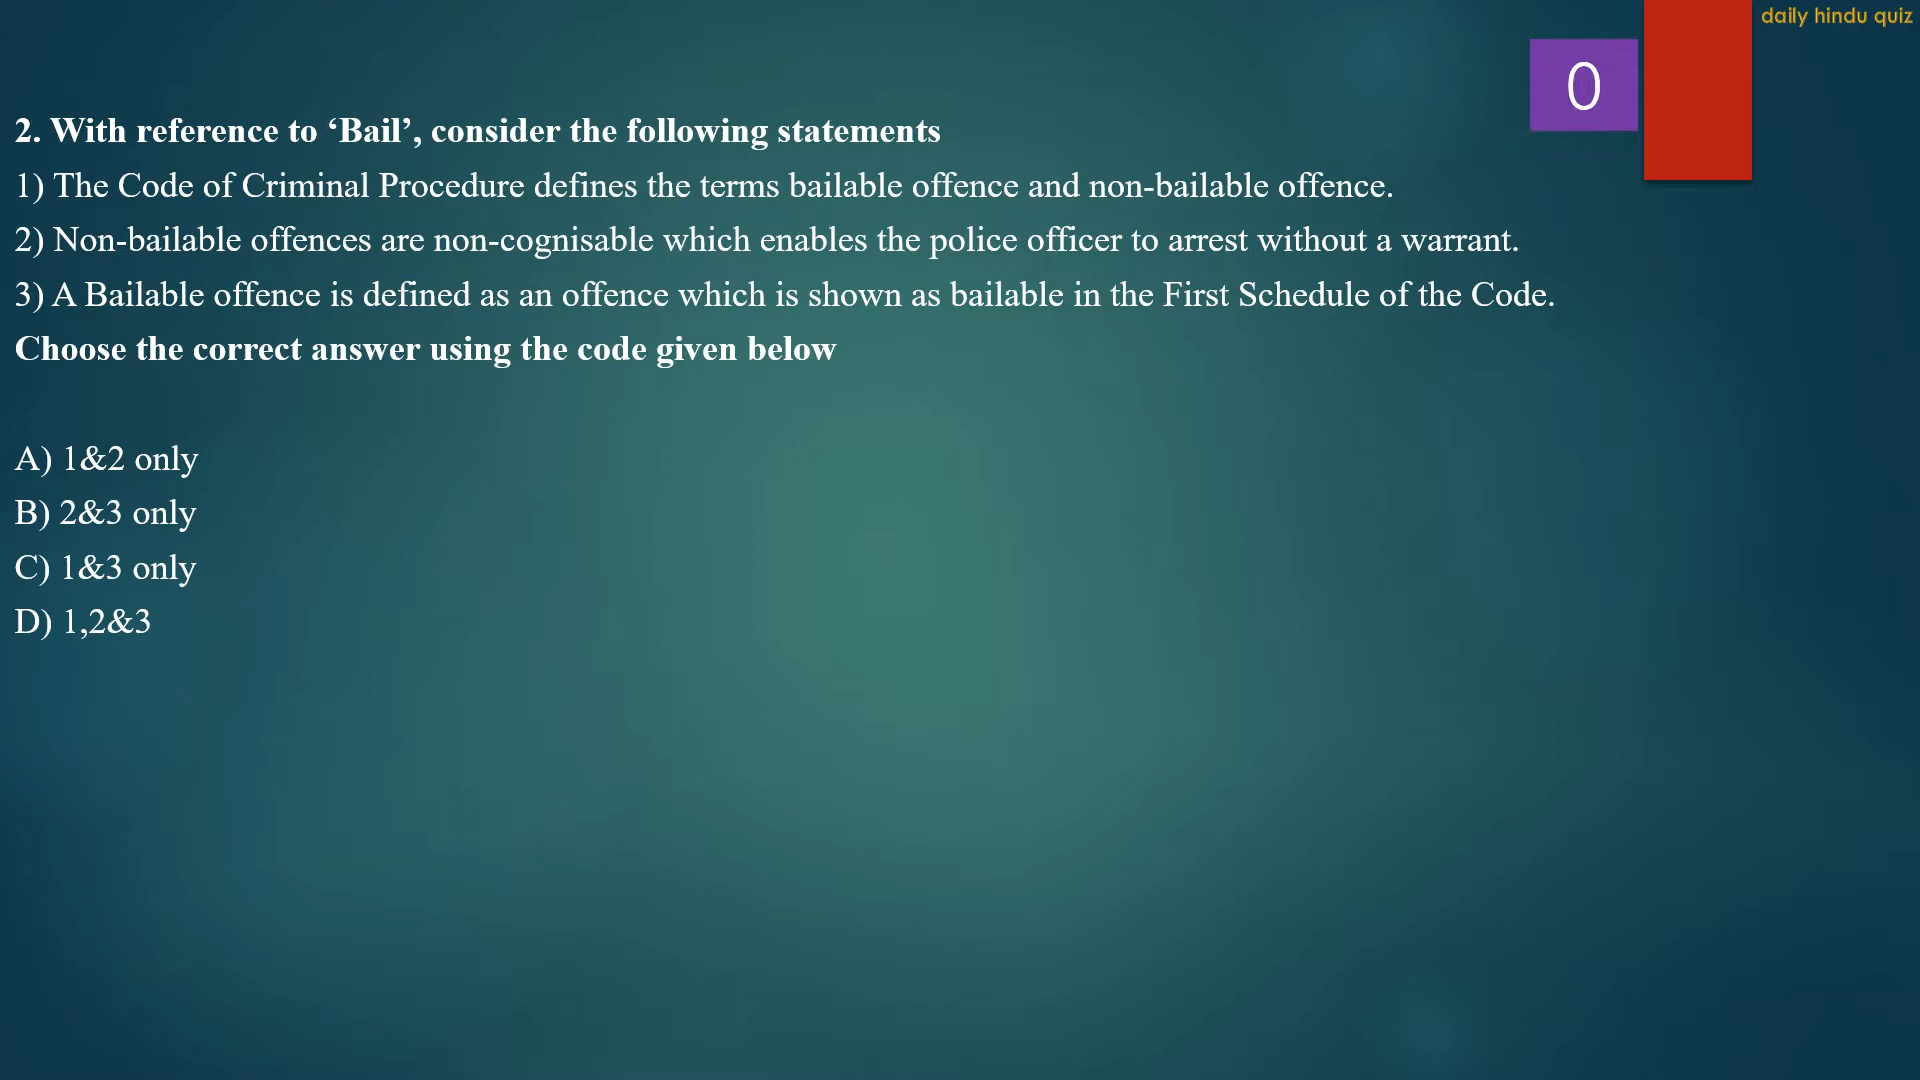 daily hindu quiz
0
2. With reference to ‘Bail’, consider the following statements
1) The Code of Criminal Procedure defines the terms bailable offence and non-bailable offence.
2) Non-bailable offences are non-cognisable which enables the police officer to arrest without a warrant.
3) A Bailable offence is defined as an offence which is shown as bailable in the First Schedule of the Code.
Choose the correct answer using the code given below
A) 1&2 only
B) 2&3 only
C) 1&3 only
D) 1,2&3